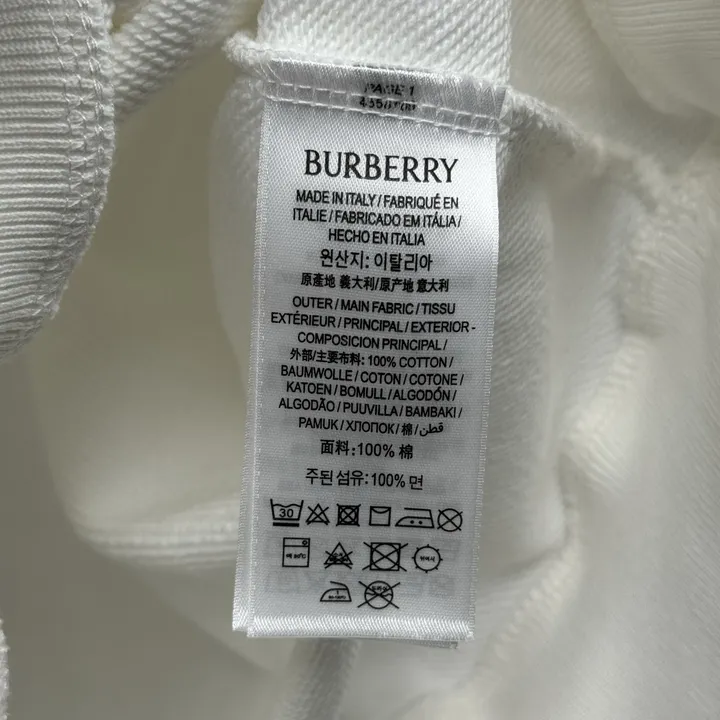 PAGE 1
BURBERRY
MADE IN ITALY / FABRIQUÉ EN
ITALIE / FABRICADO EM ITÁLIA /
HECHO EN ITALIA
원산지: 이탈리아
原產地 義大利/原产地 意大利
OUTER / MAIN FABRIC / TISSU
EXTÉRIEUR / PRINCIPAL / EXTERIOR -
COMPOSICIÓN PRINCIPAL /
外部/主要布料: 100% COTTON /
BAUMWOLLE / COTON / COTONE /
KATOEN / BOMULL / ALGODÓN /
ALGODÃO / PUUVILLA / BAMBAKI /
PAMUK / ХЛОПОК / 棉 / قطن
面料:100% 棉
주된 섬유:100% 면
30